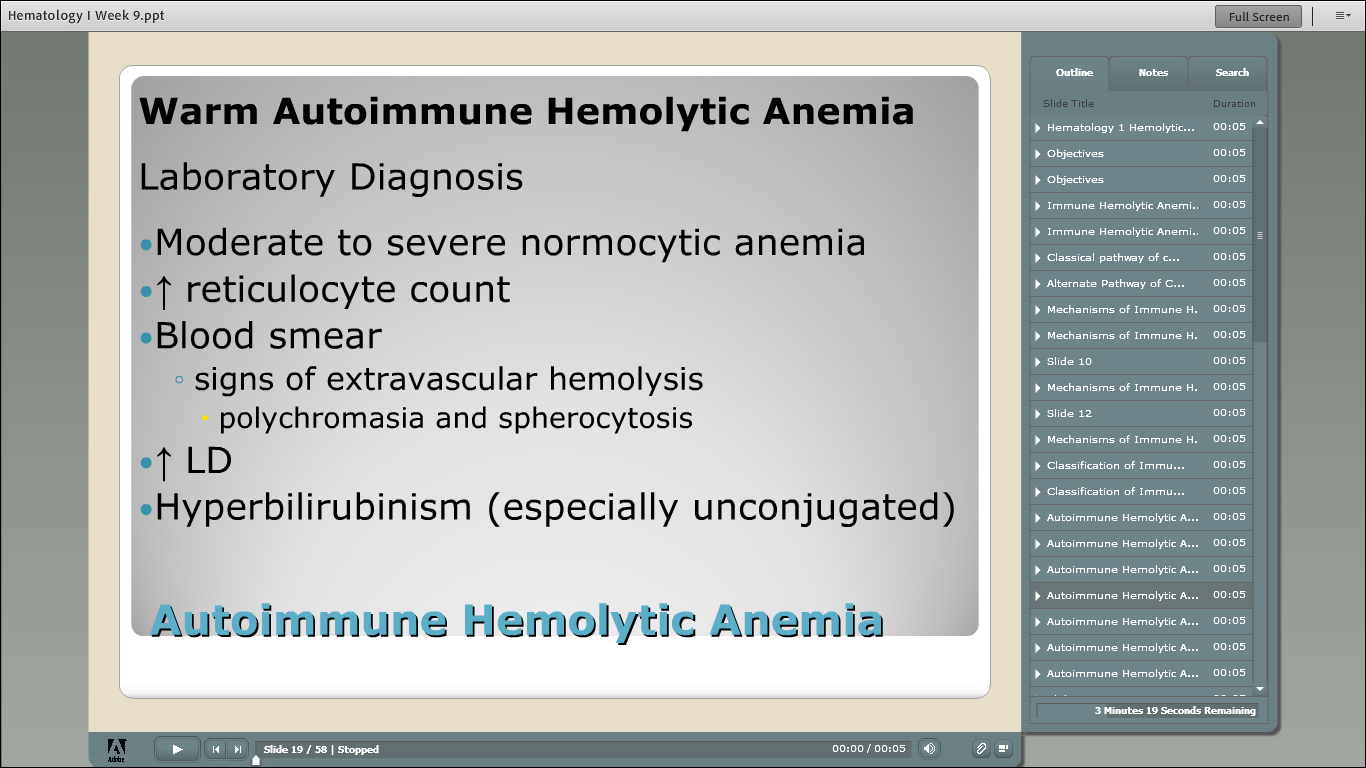 Hematology I Week 9.ppt
Full Screen
Warm Autoimmune Hemolytic Anemia
Laboratory Diagnosis
•Moderate to severe normocytic anemia
•↑ reticulocyte count
•Blood smear
◦ signs of extravascular hemolysis
• polychromasia and spherocytosis
•↑ LD
•Hyperbilirubinism (especially unconjugated)
Autoimmune Hemolytic Anemia
Outline Notes Search
Slide Title Duration
Hematology 1 Hemolytic... 00:05
Objectives 00:05
Objectives 00:05
Immune Hemolytic Anemi.. 00:05
Immune Hemolytic Anemi... 00:05
Classical pathway of c... 00:05
Alternate Pathway of C... 00:05
Mechanisms of Immune H. 00:05
Mechanisms of Immune H. 00:05
Slide 10 00:05
Mechanisms of Immune H. 00:05
Slide 12 00:05
Mechanisms of Immune H. 00:05
Classification of Immu... 00:05
Classification of Immu... 00:05
Autoimmune Hemolytic A... 00:05
Autoimmune Hemolytic A... 00:05
Autoimmune Hemolytic A... 00:05
Autoimmune Hemolytic A... 00:05
Autoimmune Hemolytic A... 00:05
Autoimmune Hemolytic A... 00:05
Autoimmune Hemolytic A... 00:05
3 Minutes 19 Seconds Remaining
Adobe
Slide 19 / 58 | Stopped
00:00 / 00:05